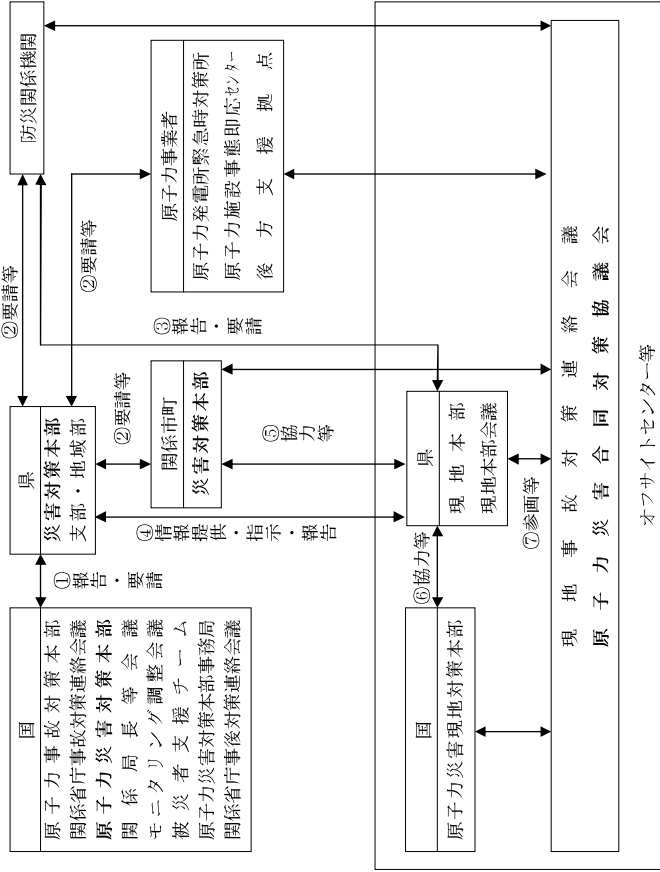 国
原子力事故対策本部
関係省庁事故対策連絡会議
原子力災害対策本部
関係局長等会議
モニタリング調整会議
被災者支援チーム
原子力災害対策本部事務局
関係省庁事後対策連絡会議
①報告・要請
県
災害対策本部
支部・地域部
②要請等
防災関係機関
②要請等
原子力事業者
原子力発電所緊急時対策所
原子力施設事態即応センター
後方支援拠点
②要請等
関係市町
災害対策本部
③報告・要請
④情報提供・指示・報告
⑤協力等
国
原子力災害現地対策本部
⑥協力等
県
現地本部
現地本部会議
⑦参画等
現地事故対策連絡会議
原子力災害合同対策協議会
オフサイトセンター等